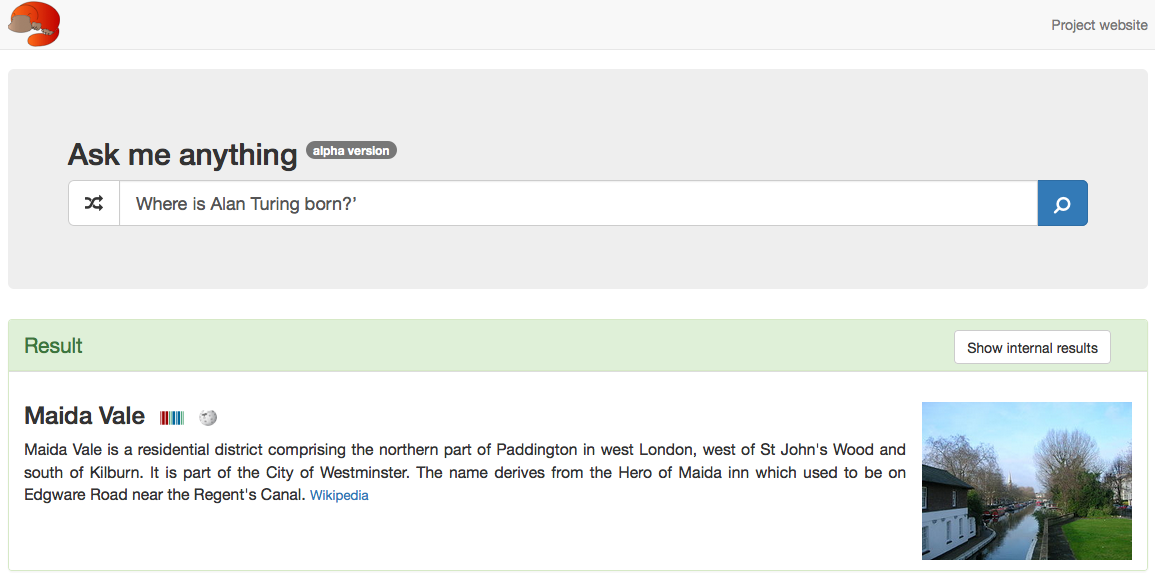 Project website
Ask me anything alpha version
Where is Alan Turing born?’
Result
Show internal results
Maida Vale
Maida Vale is a residential district comprising the northern part of Paddington in west London, west of St John's Wood and
south of Kilburn. It is part of the City of Westminster. The name derives from the Hero of Maida inn which used to be on
Edgware Road near the Regent's Canal. Wikipedia